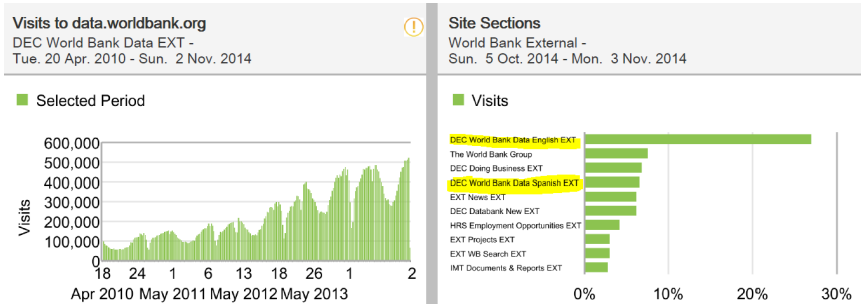 Visits to data.worldbank.org
DEC World Bank Data EXT -
Tue. 20 Apr. 2010 - Sun. 2 Nov. 2014
Selected Period
Visits
600,000
500,000
400,000
300,000
200,000
100,000
0
18 24 1 6 13 18 26 1 2
Apr 2010 May 2011 May 2012 May 2013
Site Sections
World Bank External -
Sun. 5 Oct. 2014 - Mon. 3 Nov. 2014
Visits
DEC World Bank Data English EXT
The World Bank Group
DEC Doing Business EXT
DEC World Bank Data Spanish EXT
EXT News EXT
DEC Databank New EXT
HRS Employment Opportunities EXT
EXT Projects EXT
EXT WB Search EXT
IMT Documents & Reports EXT
0% 10% 20% 30%